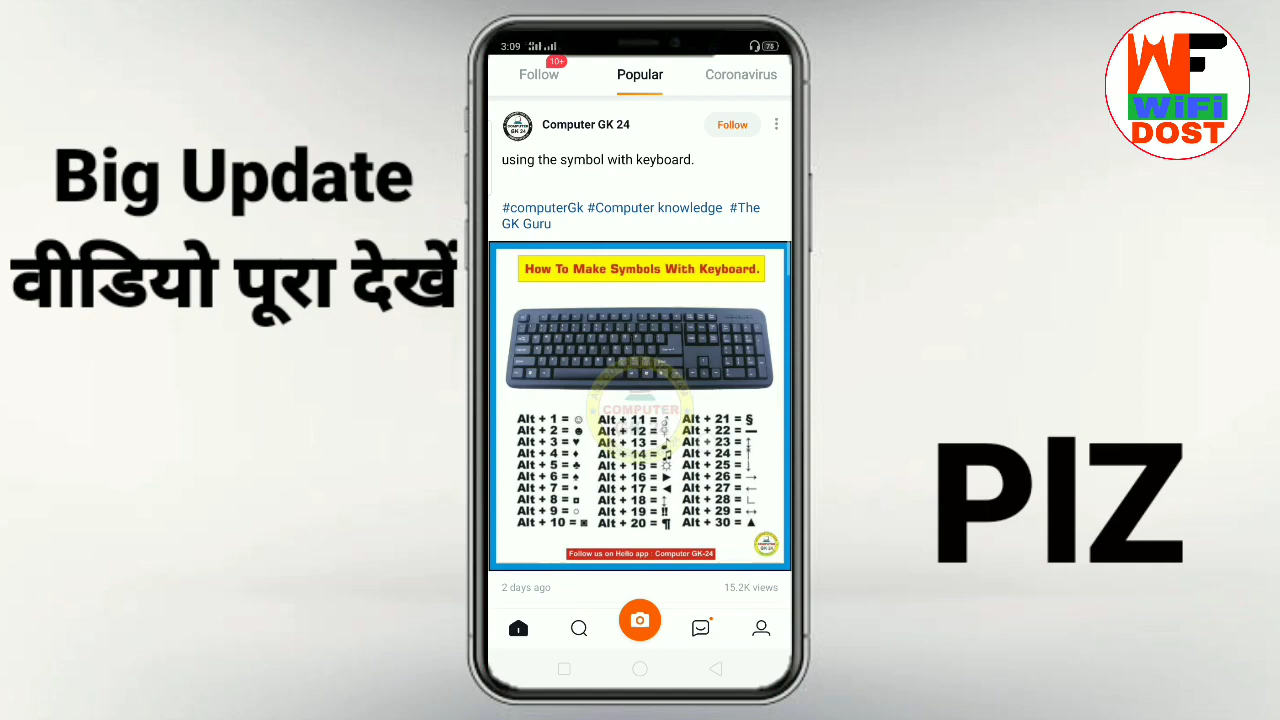 Big Update
वीडियो पूरा देखें
PlZ
WF
WiFi
DOST
3:09
75
10+
Follow
Popular
Coronavirus
Computer GK 24
Follow
using the symbol with keyboard.
#computerGk #Computer knowledge #The
GK Guru
How To Make Symbols With Keyboard.
COMPUTER
Alt + 1 = ☺ Alt + 11 = ♂ Alt + 21 = §
Alt + 2 = ☻ Alt + 12 = ♀ Alt + 22 = ▬
Alt + 3 = ♥ Alt + 13 = ♪ Alt + 23 = ↨
Alt + 4 = ♦ Alt + 14 = ♫ Alt + 24 = ↑
Alt + 5 = ♣ Alt + 15 = ☼ Alt + 25 = ↓
Alt + 6 = ♠ Alt + 16 = ► Alt + 26 = →
Alt + 7 = • Alt + 17 = ◄ Alt + 27 = ←
Alt + 8 = ◘ Alt + 18 = ↕ Alt + 28 = ∟
Alt + 9 = ○ Alt + 19 = ‼ Alt + 29 = ↔
Alt + 10 = ◙ Alt + 20 = ¶ Alt + 30 = ▲
Follow us on Hello app : Computer GK-24
2 days ago
15.2K views